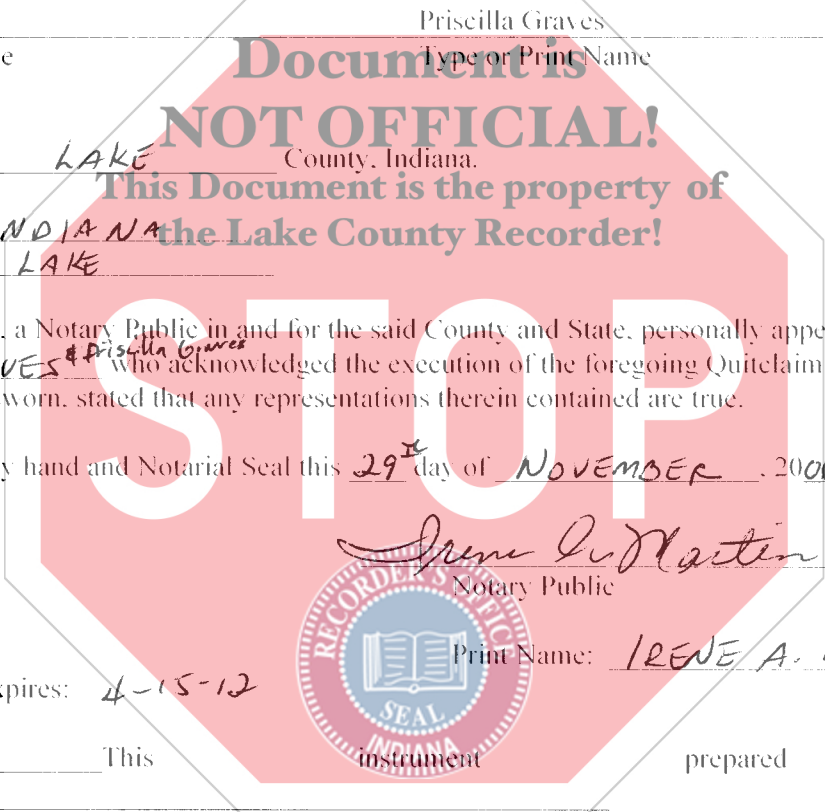 Priscilla Graves
e Type or Print Name
Document is
NOT OFFICIAL!
LAKE County, Indiana.
This Document is the property of
the Lake County Recorder!
NDIANA
LAKE
, a Notary Public in and for the said County and State, personally appe
VES & Priscilla Graves who acknowledged the execution of the foregoing Quitclaim
worn, stated that any representations therein contained are true.
STOP
y hand and Notarial Seal this 29 day of NOVEMBER , 20
Irene A. Martin
Notary Public
RECORDER'S OFFICE
Print Name: IRENE A.
xpires: 4-15-12
SEAL
INDIANA
This instrument prepared